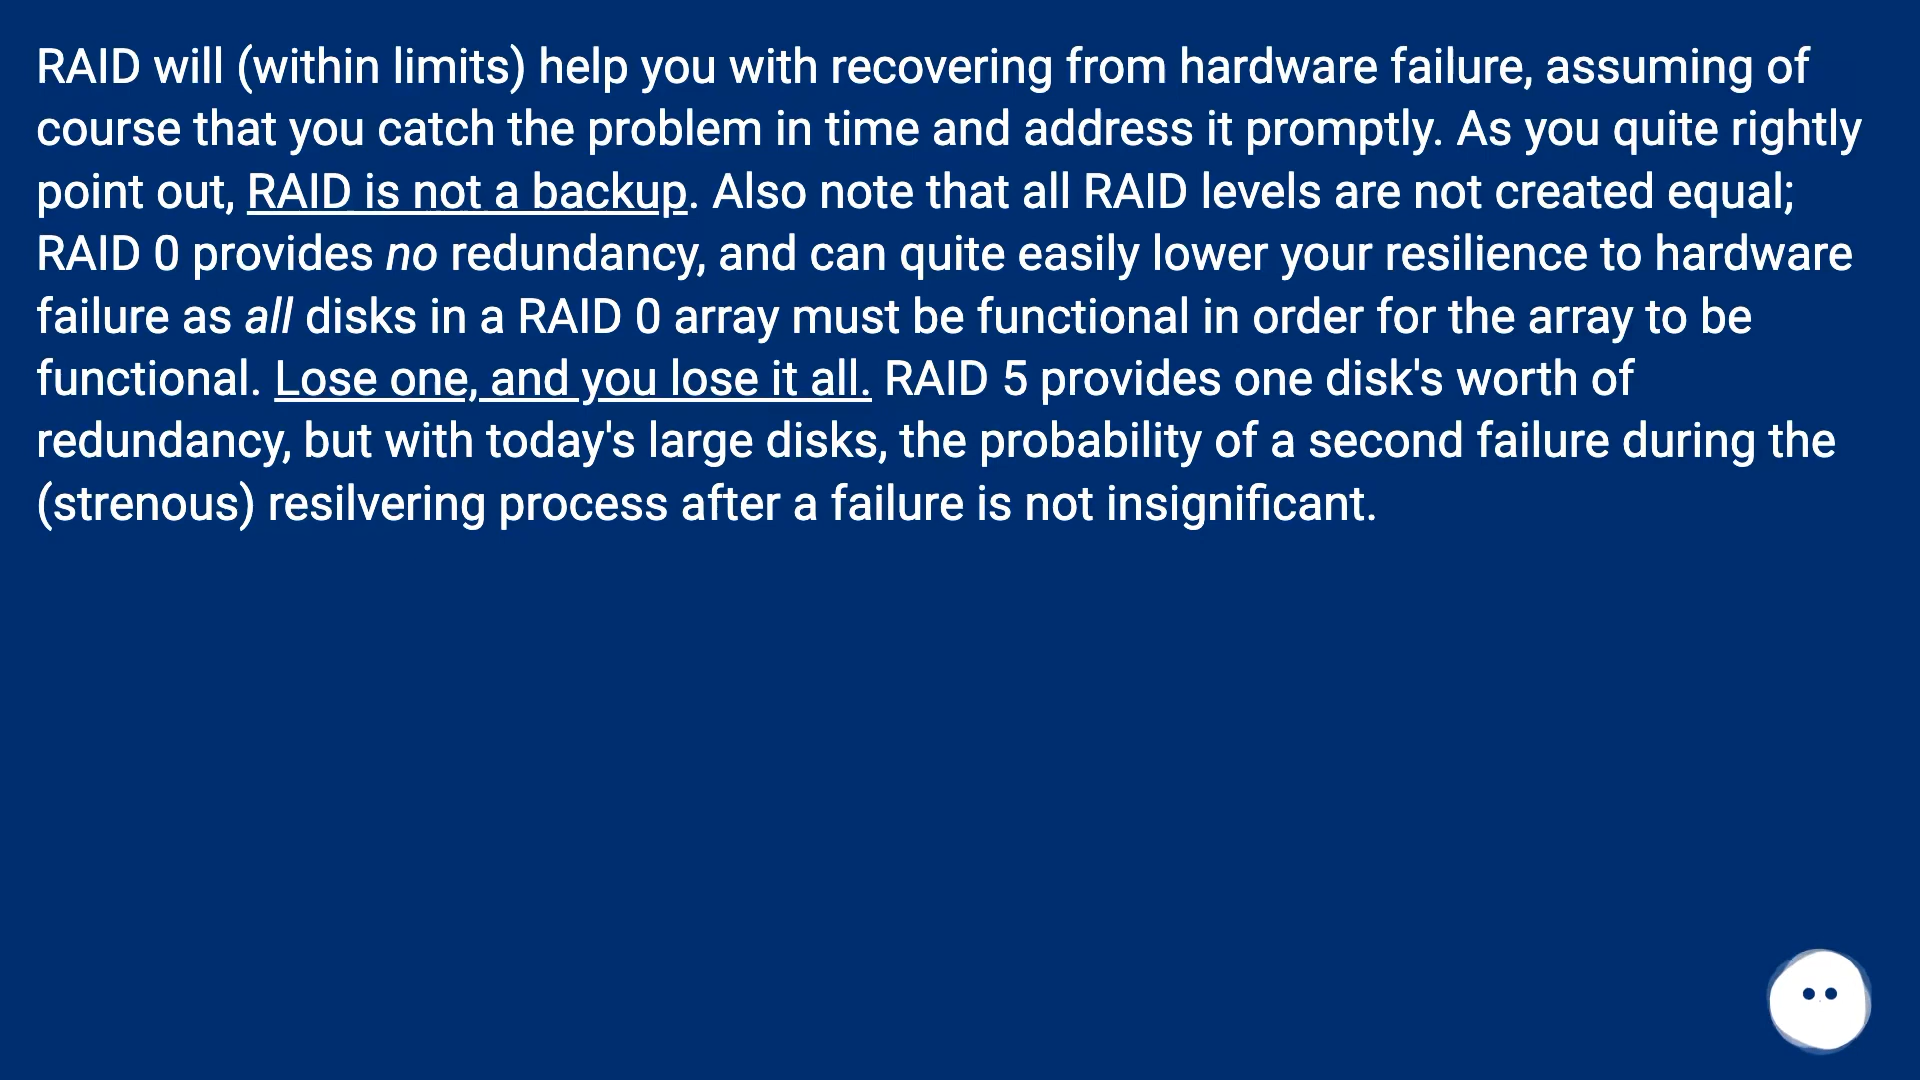 RAID will (within limits) help you with recovering from hardware failure, assuming of
course that you catch the problem in time and address it promptly. As you quite rightly
point out, RAID is not a backup. Also note that all RAID levels are not created equal;
RAID 0 provides no redundancy, and can quite easily lower your resilience to hardware
failure as all disks in a RAID 0 array must be functional in order for the array to be
functional. Lose one, and you lose it all. RAID 5 provides one disk's worth of
redundancy, but with today's large disks, the probability of a second failure during the
(strenous) resilvering process after a failure is not insignificant.